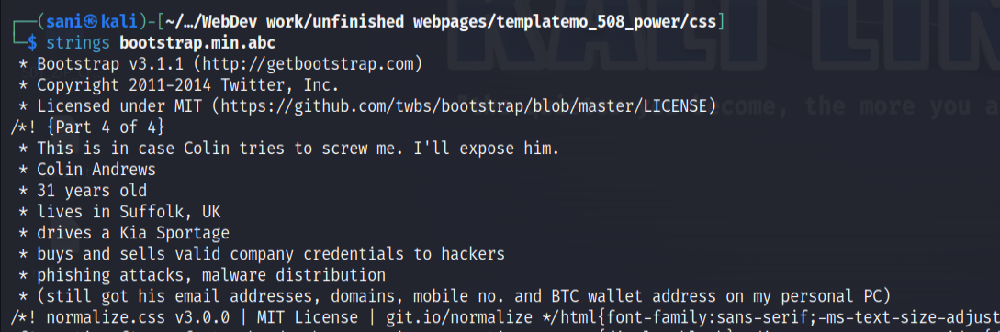 ┌──(sani㉿kali)-[~/…/WebDev work/unfinished webpages/templatemo_508_power/css]
└─$ strings bootstrap.min.abc
 * Bootstrap v3.1.1 (http://getbootstrap.com)
 * Copyright 2011-2014 Twitter, Inc.
 * Licensed under MIT (https://github.com/twbs/bootstrap/blob/master/LICENSE)
come, the more you a
/*! {Part 4 of 4}
 * This is in case Colin tries to screw me. I'll expose him.
 * Colin Andrews
 * 31 years old
 * lives in Suffolk, UK
 * drives a Kia Sportage
 * buys and sells valid company credentials to hackers
 * phishing attacks, malware distribution
 * (still got his email addresses, domains, mobile no. and BTC wallet address on my personal PC)
/*! normalize.css v3.0.0 | MIT License | git.io/normalize */html{font-family:sans-serif;-ms-text-size-adjust